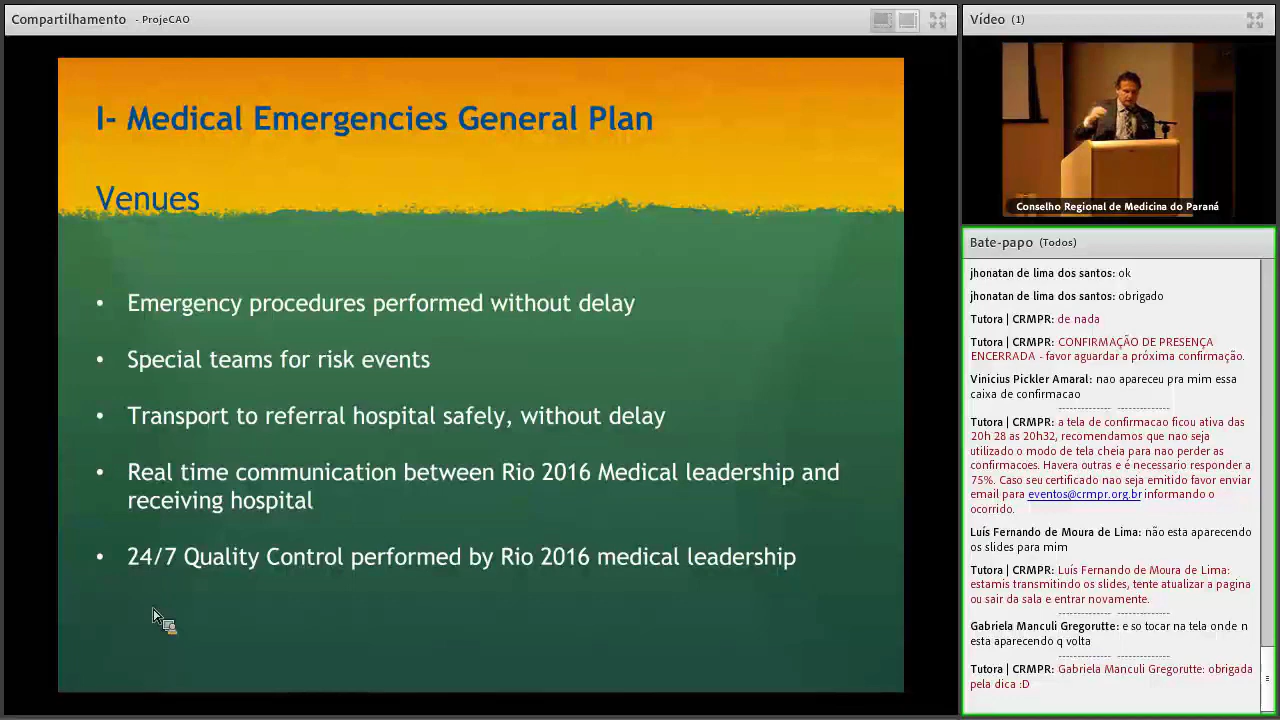 Compartilhamento - ProjeCAO
I- Medical Emergencies General Plan
Venues
• Emergency procedures performed without delay
• Special teams for risk events
• Transport to referral hospital safely, without delay
• Real time communication between Rio 2016 Medical leadership and
receiving hospital
• 24/7 Quality Control performed by Rio 2016 medical leadership
Vídeo (1)
Conselho Regional de Medicina do Paraná
Bate-papo (Todos)
jhonatan de lima dos santos: ok
jhonatan de lima dos santos: obrigado
Tutora | CRMPR: de nada
Tutora | CRMPR: CONFIRMAÇÃO DE PRESENÇA
ENCERRADA - favor aguardar a próxima confirmação.
Vinicius Pickler Amaral: nao apareceu pra mim essa
caixa de confirmacao
Tutora | CRMPR: a tela de confirmacao ficou ativa das
20h 28 as 20h32, recomendamos que nao seja
utilizado o modo de tela cheia para nao perder as
confirmacoes. Havera outras e é necessario responder a
75%. Caso seu certificado nao seja emitido favor enviar
email para eventos@crmpr.org.br informando o
ocorrido.
Luís Fernando de Moura de Lima: não esta aparecendo
os slides para mim
Tutora | CRMPR: Luís Fernando de Moura de Lima:
estamis transmitindo os slides, tente atualizar a pagina
ou sair da sala e entrar novamente.
Gabriela Manculi Gregorutte: e so tocar na tela onde n
esta aparecendo q volta
Tutora | CRMPR: Gabriela Manculi Gregorutte: obrigada
pela dica :D